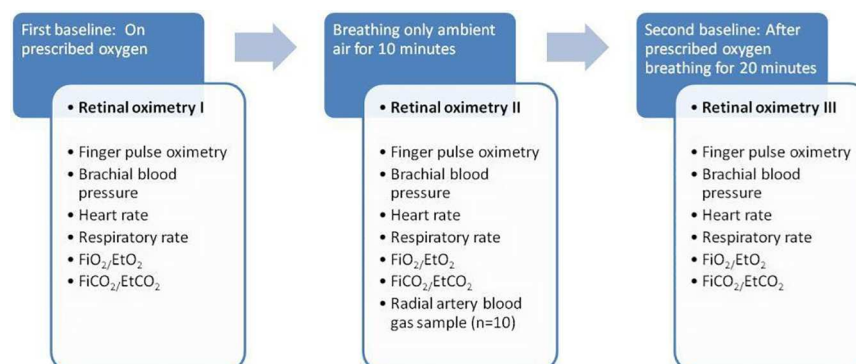 First baseline: On
prescribed oxygen
• Retinal oximetry I
• Finger pulse oximetry
• Brachial blood
pressure
• Heart rate
• Respiratory rate
• FiO₂/EtO₂
• FiCO₂/EtCO₂
Breathing only ambient
air for 10 minutes
• Retinal oximetry II
• Finger pulse oximetry
• Brachial blood
pressure
• Heart rate
• Respiratory rate
• FiO₂/EtO₂
• FiCO₂/EtCO₂
• Radial artery blood
gas sample (n=10)
Second baseline: After
prescribed oxygen
breathing for 20 minutes
• Retinal oximetry III
• Finger pulse oximetry
• Brachial blood
pressure
• Heart rate
• Respiratory rate
• FiO₂/EtO₂
• FiCO₂/EtCO₂